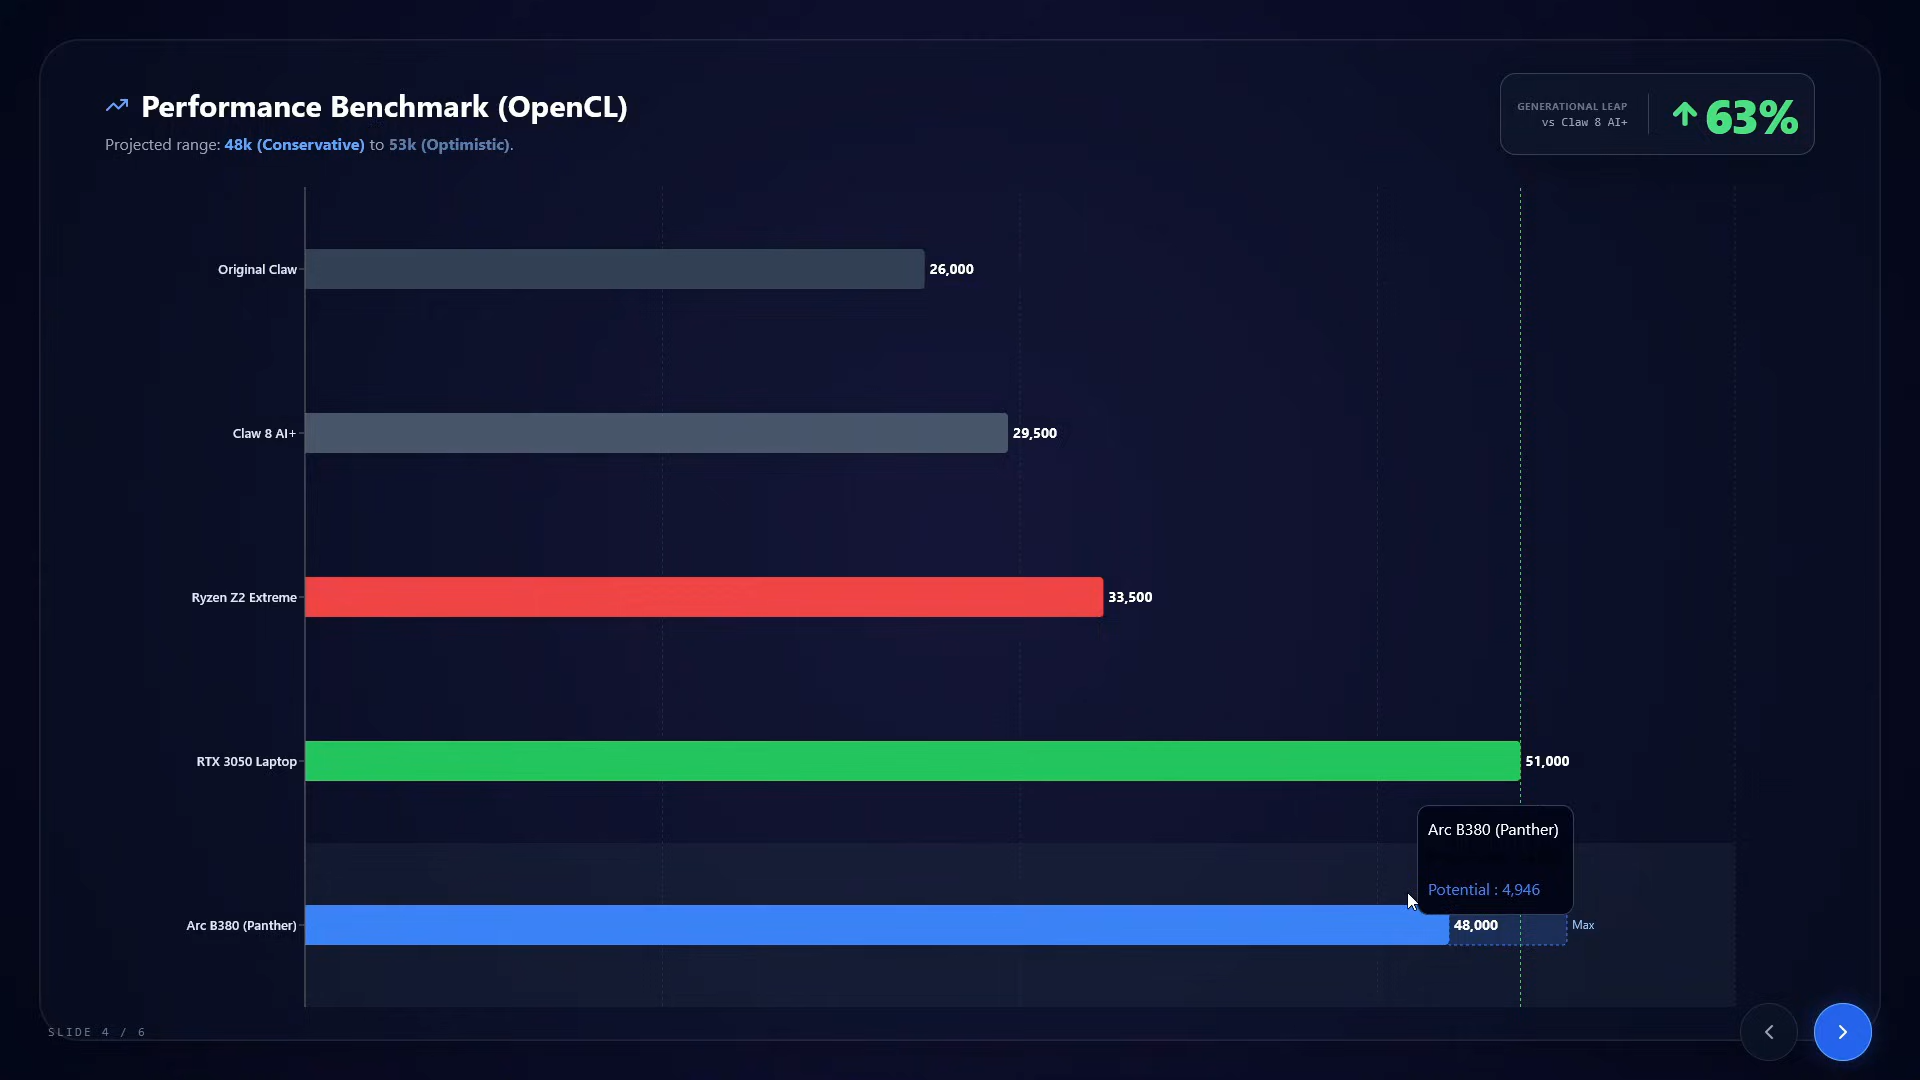 Performance Benchmark (OpenCL)
Projected range: 48k (Conservative) to 53k (Optimistic).
GENERATIONAL LEAP
vs Claw 8 AI+
63%
Original Claw
26,000
Claw 8 AI+
29,500
Ryzen Z2 Extreme
33,500
RTX 3050 Laptop
51,000
Arc B380 (Panther)
Potential : 4,946
Arc B380 (Panther)
48,000
Max
SLIDE 4 / 6